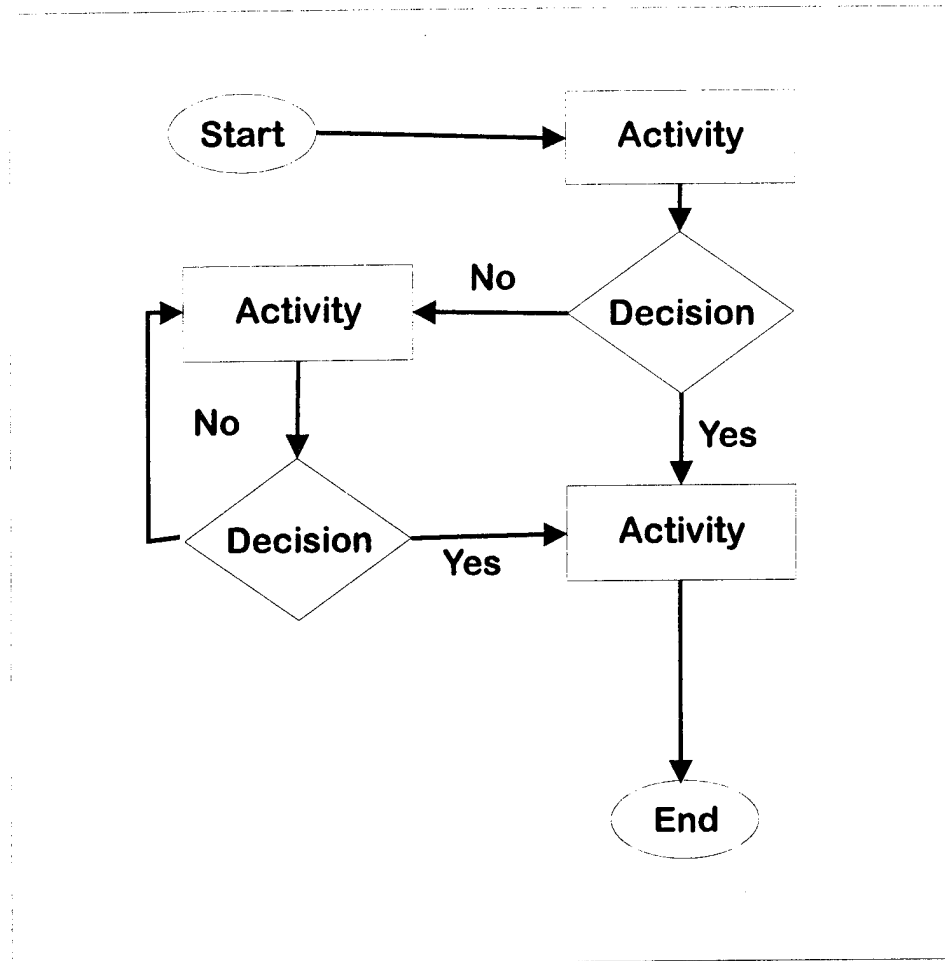 Start
Activity
No
Activity
Decision
No
Yes
Decision
Yes
Activity
End